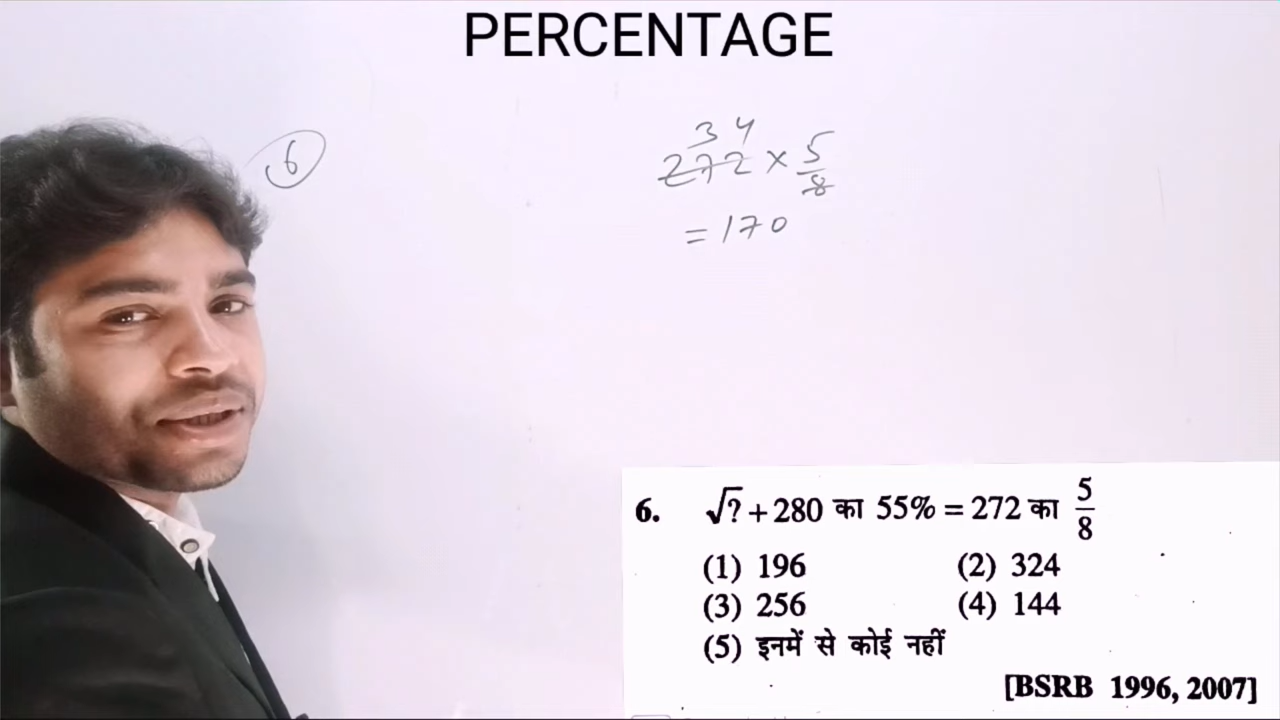 PERCENTAGE
6
34
272 × 5/8
= 170
6. √? + 280 का 55% = 272 का 5/8
(1) 196 (2) 324
(3) 256 (4) 144
(5) इनमें से कोई नहीं
[BSRB 1996, 2007]